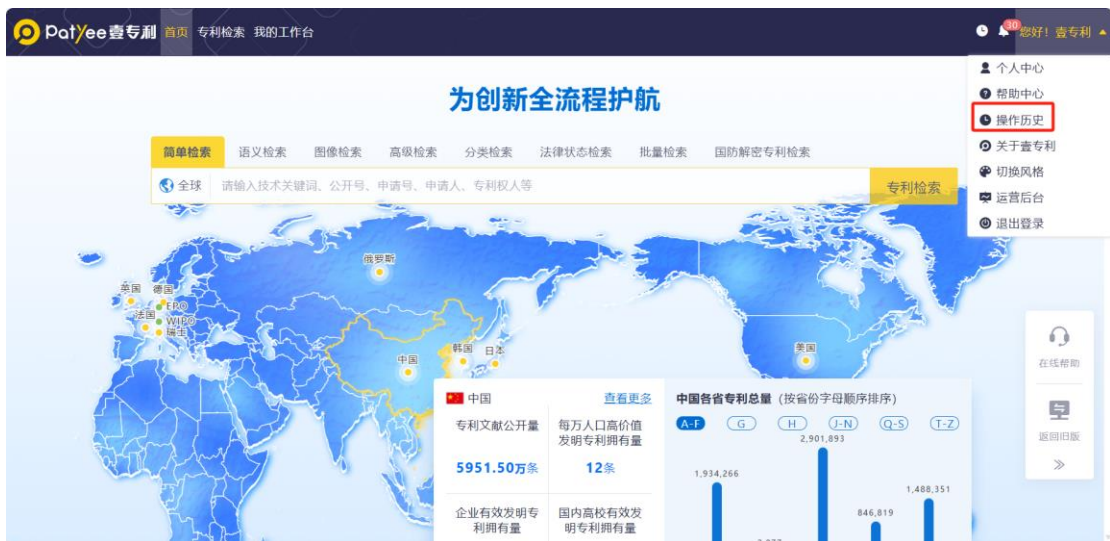 PatYee壹专利 首页 专利检索 我的工作台 30 您好！壹专利
个人中心
帮助中心
操作历史
关于壹专利
切换风格
运营后台
退出登录
为创新全流程护航
简单检索 语义检索 图像检索 高级检索 分类检索 法律状态检索 批量检索 国防解密专利检索
全球 请输入技术关键词、公开号、申请号、申请人、专利权人等 专利检索
俄罗斯
英国 德国
EPO
法国 WIPO
瑞士
中国 韩国 日本 美国
在线帮助
返回旧版
中国 查看更多
专利文献公开量
5951.50万条
每万人口高价值
发明专利拥有量
12条
企业有效发明专
利拥有量
国内高校有效发
明专利拥有量
中国各省专利总量（按省份字母顺序排序）
A-F G H J-N Q-S T-Z
2,901,893
1,934,266
1,488,351
846,819